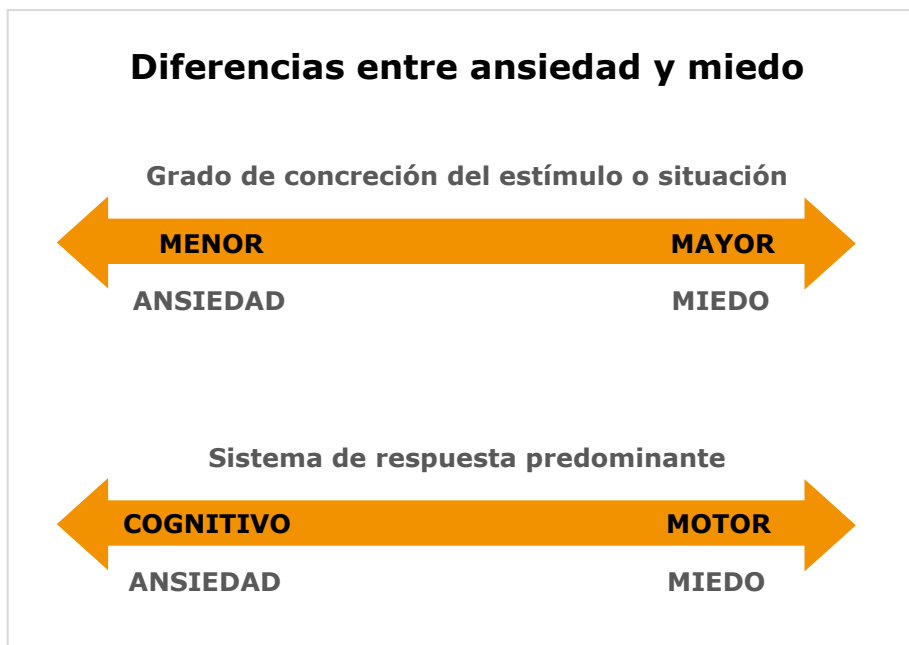 Diferencias entre ansiedad y miedo
Grado de concreción del estímulo o situación
MENOR MAYOR
ANSIEDAD MIEDO
Sistema de respuesta predominante
COGNITIVO MOTOR
ANSIEDAD MIEDO